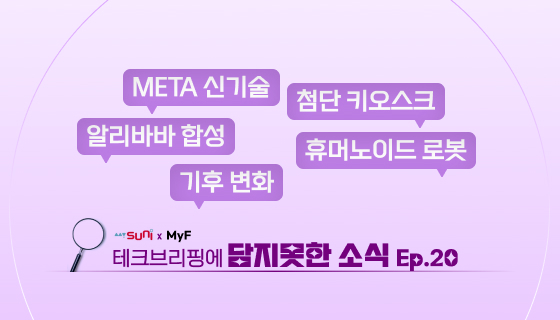 META 신기술
첨단 키오스크
알리바바 합성
휴머노이드 로봇
기후 변화
SUNI x MyF
테크브리핑에 담지못한 소식 Ep.20